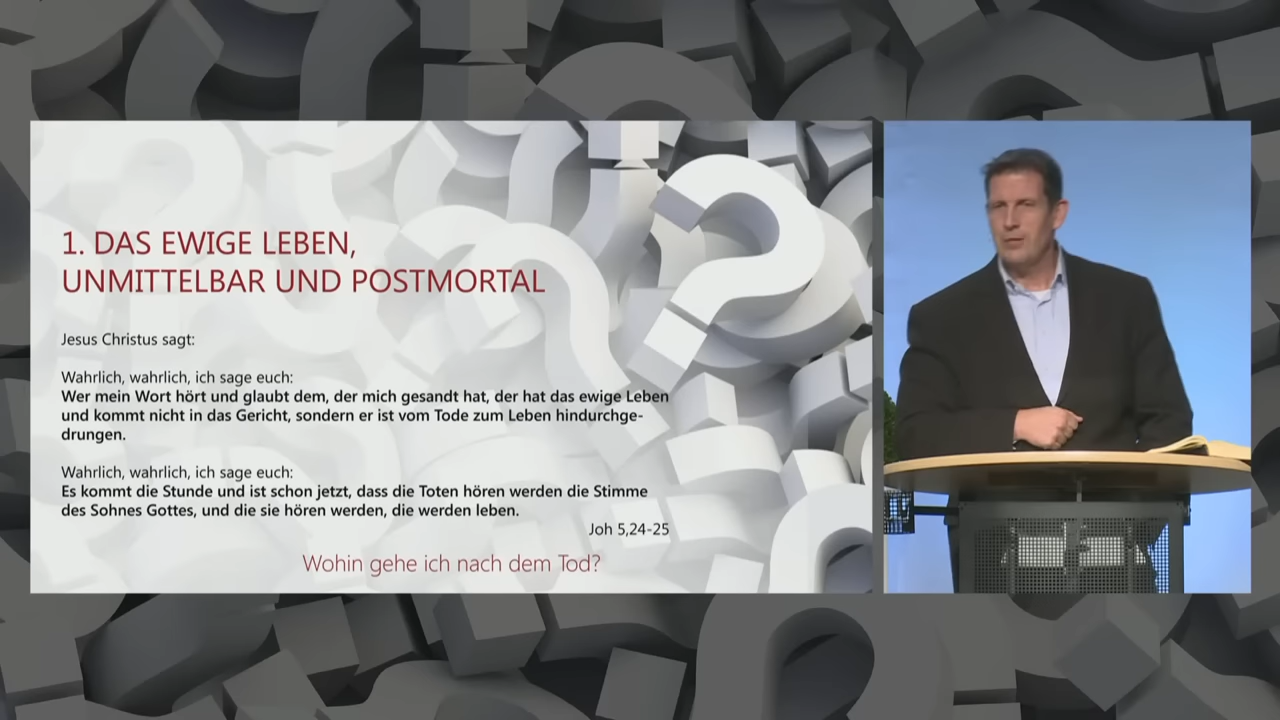 1. DAS EWIGE LEBEN,
UNMITTELBAR UND POSTMORTAL
Jesus Christus sagt:
Wahrlich, wahrlich, ich sage euch:
Wer mein Wort hört und glaubt dem, der mich gesandt hat, der hat das ewige Leben
und kommt nicht in das Gericht, sondern er ist vom Tode zum Leben hindurchge-
drungen.
Wahrlich, wahrlich, ich sage euch:
Es kommt die Stunde und ist schon jetzt, dass die Toten hören werden die Stimme
des Sohnes Gottes, und die sie hören werden, die werden leben.
Joh 5,24-25
Wohin gehe ich nach dem Tod?